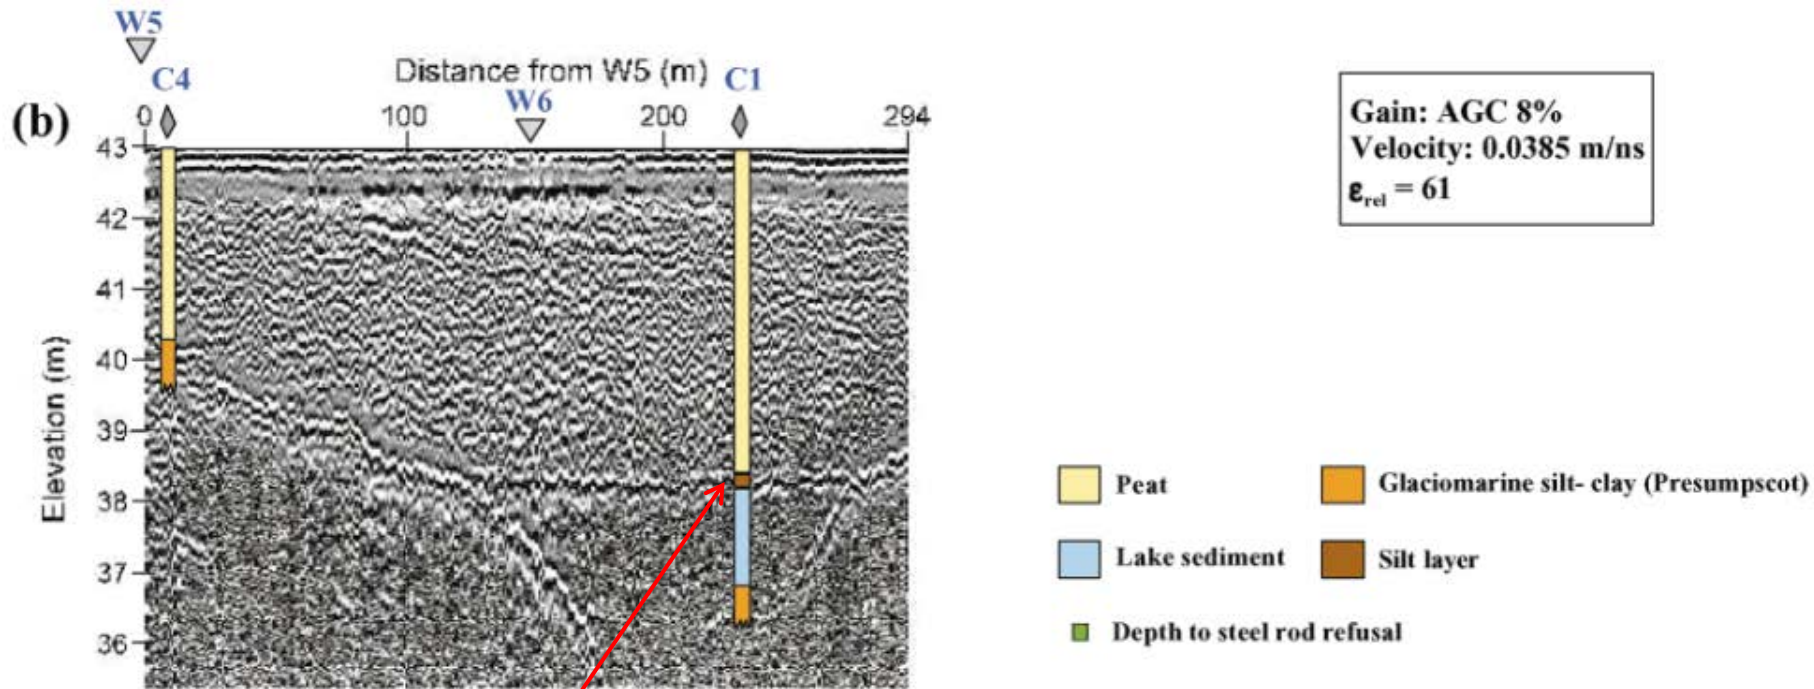 W5
C4
Distance from W5 (m)
C1
W6
(b)
0
100
200
294
43
42
41
40
39
38
37
36
Elevation (m)
Gain: AGC 8%
Velocity: 0.0385 m/ns
εrel = 61
Peat
Glaciomarine silt- clay (Presumpscot)
Lake sediment
Silt layer
Depth to steel rod refusal